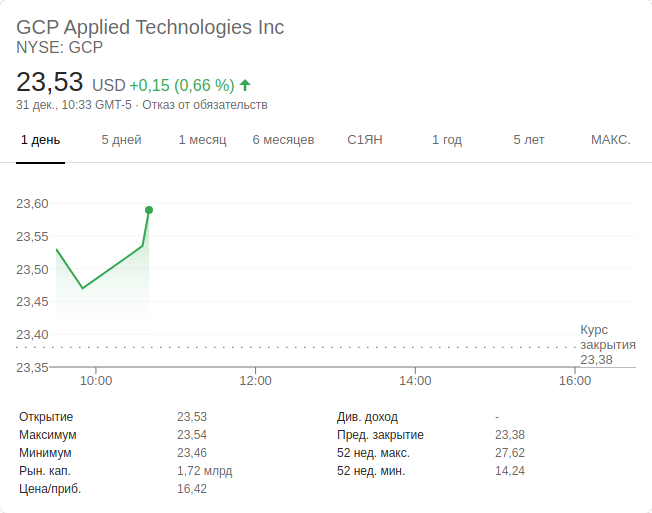 GCP Applied Technologies Inc
NYSE: GCP
23,53 USD +0,15 (0,66 %)
31 дек., 10:33 GMT-5 · Отказ от обязательств
1 день 5 дней 1 месяц 6 месяцев С1ЯН 1 год 5 лет МАКС.
23,60
23,55
23,50
23,45
23,40
23,35
Курс
закрытия
23,38
10:00 12:00 14:00 16:00
Открытие 23,53
Максимум 23,54
Минимум 23,46
Рын. кап. 1,72 млрд
Цена/приб. 16,42
Див. доход -
Пред. закрытие 23,38
52 нед. макс. 27,62
52 нед. мин. 14,24